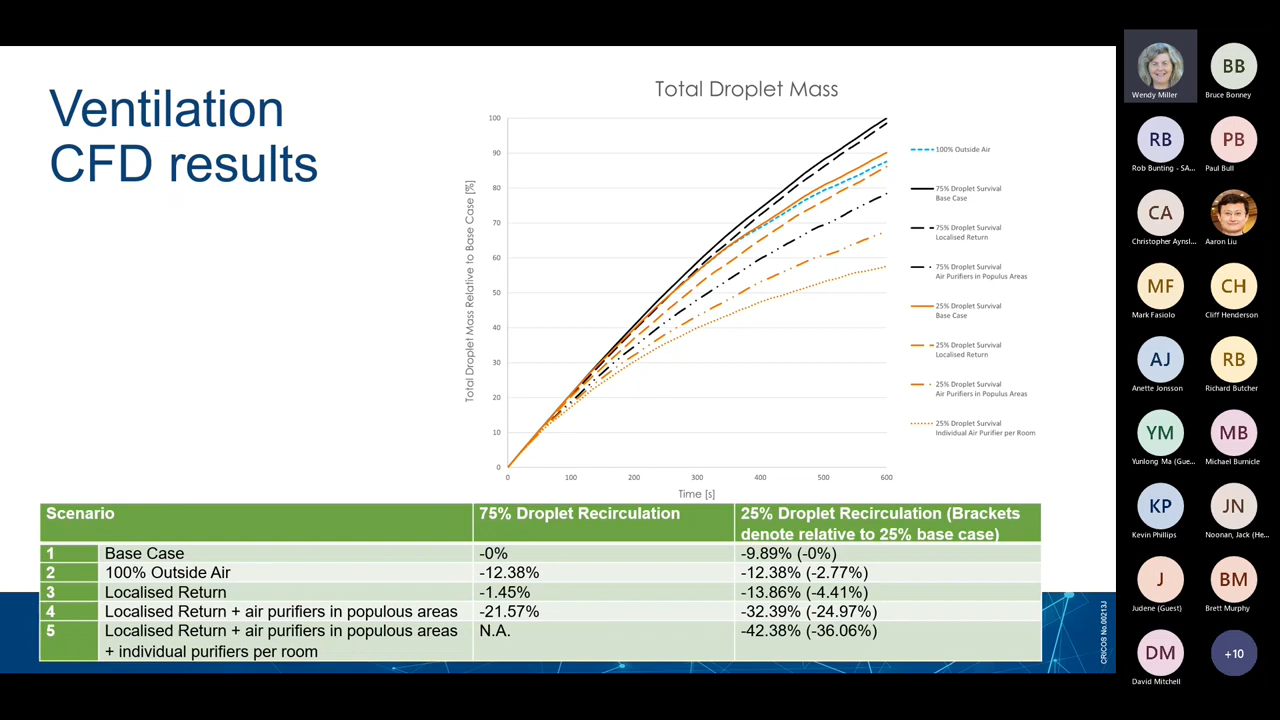 Ventilation
CFD results
Total Droplet Mass
Total Droplet Mass Relative to Base Case [%]
100
90
80
70
60
50
40
30
20
10
0
0 100 200 300 400 500 600
Time [s]
100% Outside Air
75% Droplet Survival
Base Case
75% Droplet Survival
Localised Return
75% Droplet Survival
Air Purifiers in Populus Areas
25% Droplet Survival
Base Case
25% Droplet Survival
Localised Return
25% Droplet Survival
Air Purifiers in Populus Areas
25% Droplet Survival
Individual Air Purifier per Room
Scenario 75% Droplet Recirculation 25% Droplet Recirculation (Brackets
denote relative to 25% base case)
1 Base Case -0% -9.89% (-0%)
2 100% Outside Air -12.38% -12.38% (-2.77%)
3 Localised Return -1.45% -13.86% (-4.41%)
4 Localised Return + air purifiers in populous areas -21.57% -32.39% (-24.97%)
5 Localised Return + air purifiers in populous areas N.A. -42.38% (-36.06%)
+ individual purifiers per room
CRICOS No.00213J
Wendy Miller
BB
Bruce Bonney
RB
Rob Bunting - SA...
PB
Paul Bull
CA
Christopher Aynsl...
Aaron Liu
MF
Mark Fasiolo
CH
Cliff Henderson
AJ
Anette Jonsson
RB
Richard Butcher
YM
Yunlong Ma (Gue...
MB
Michael Burnicle
KP
Kevin Phillips
JN
Noonan, Jack (He...
J
Judene (Guest)
BM
Brett Murphy
DM
David Mitchell
+10